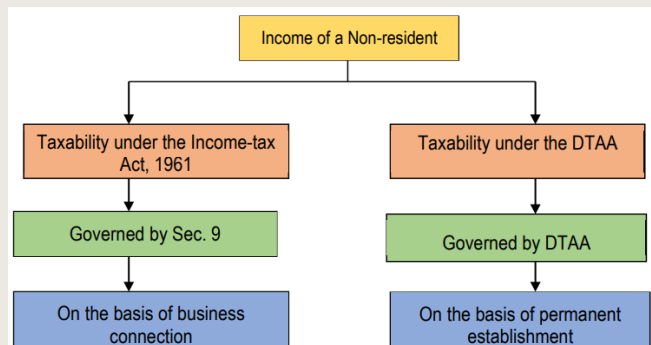 Income of a Non-resident
Taxability under the Income-tax
Act, 1961
Taxability under the DTAA
Governed by Sec. 9
Governed by DTAA
On the basis of business
connection
On the basis of permanent
establishment